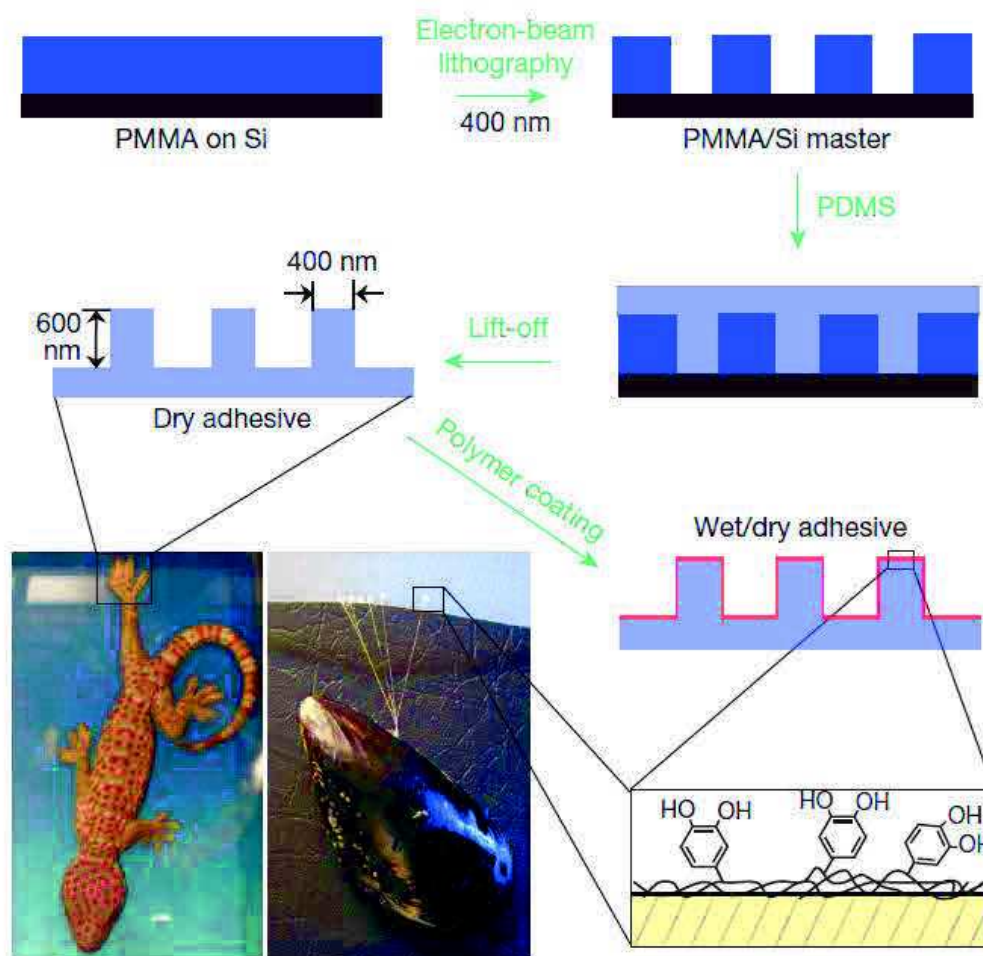 Electron-beam
lithography
400 nm
PMMA on Si
PMMA/Si master
PDMS
400 nm
600
nm
Lift-off
Dry adhesive
Polymer coating
Wet/dry adhesive
HO
OH
HO
OH
OH
OH